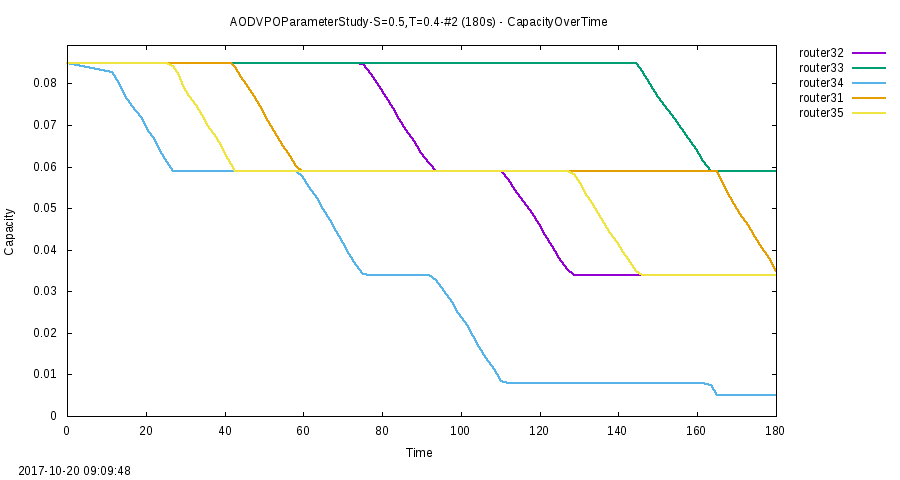 AODVPOParameterStudy-S=0.5,T=0.4-#2 (180s) - CapacityOverTime
router32
router33
router34
router31
router35
0.08
0.07
0.06
0.05
0.04
0.03
0.02
0.01
0
Capacity
0 20 40 60 80 100 120 140 160 180
Time
2017-10-20 09:09:48